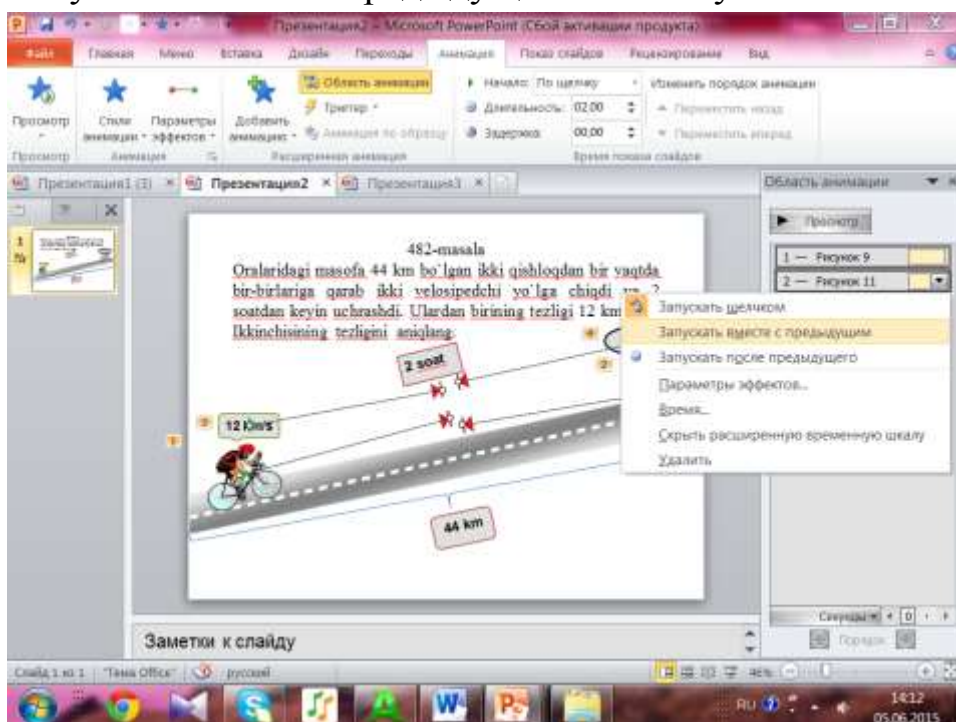 Презентация2 - Microsoft PowerPoint (Сбой активации продукта)
Файл Главная Меню Вставка Дизайн Переходы Анимация Показ слайдов Рецензирование Вид
Просмотр
Стили анимации
Параметры эффектов
Добавить анимацию
Область анимации
Триггер
Анимация по образцу
Начало: По щелчку
Длительность: 02,00
Задержка: 00,00
Изменить порядок анимации
Переместить назад
Переместить вперед
Просмотр Анимация Расширенная анимация Время показа слайдов
Презентация1 (1) Презентация2 Презентация3
Область анимации
Просмотр
1 Рисунок 9
2 Рисунок 11
1
482-masala
Oralaridagi masofa 44 km bo`lgan ikki qishloqdan bir vaqtda
bir-birlariga qarab ikki velosipedchi yo`lga chiqdi va 2
soatdan keyin uchrashdi. Ulardan birining tezligi 12 km
Ikkinchisining tezligini aniqlang.
2 soat
12 km/s
44 km
Запускать щелчком
Запускать вместе с предыдущим
Запускать после предыдущего
Параметры эффектов...
Время...
Скрыть расширенную временную шкалу
Удалить
Секунды 0
Порядок
Заметки к слайду
Слайд 1 из 1 "Тема Office" русский 46%
RU 14:12
05.06.2015